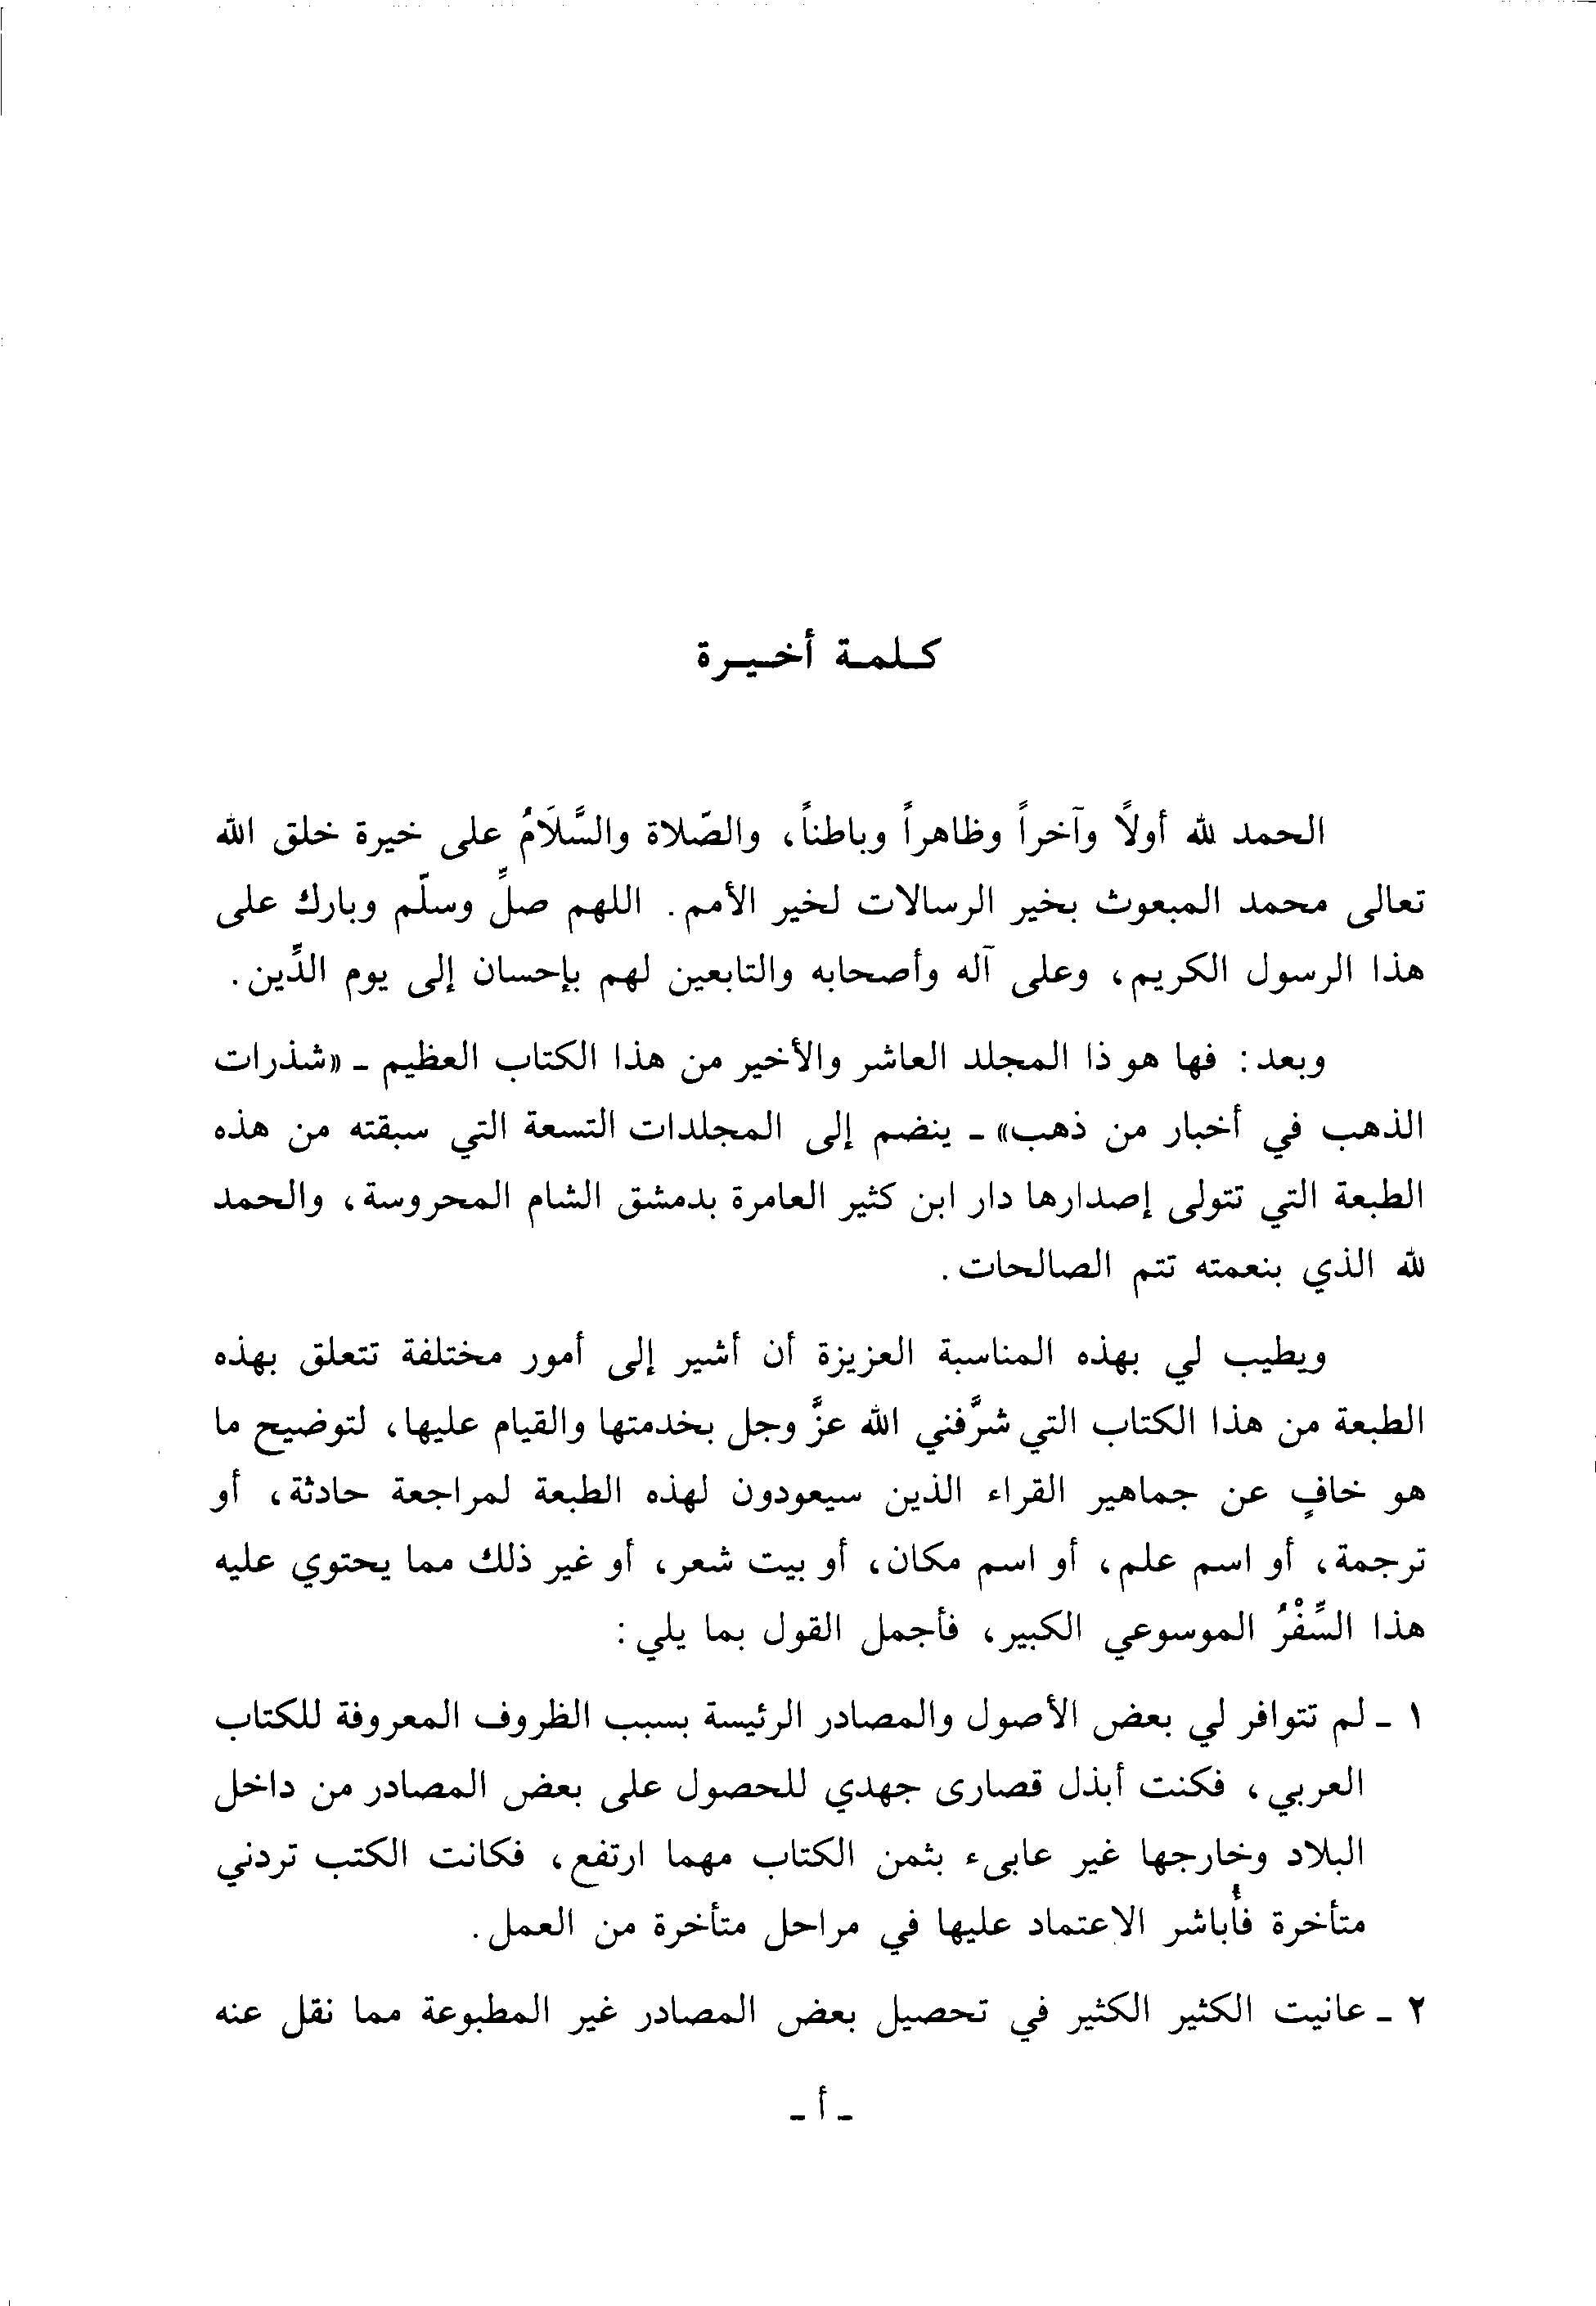 كلمة أخيرة
الحمد لله أولاً وآخراً وظاهراً وباطناً، والصّلاة والسَّلاَمُ على خيرة خلق الله
تعالى محمد المبعوث بخير الرسالات لخير الأمم. اللهم صلِّ وسلّم وبارك على
هذا الرسول الكريم، وعلى آله وأصحابه والتابعين لهم بإحسان إلى يوم الدِّين.
وبعد: فها هو ذا المجلد العاشر والأخير من هذا الكتاب العظيم - «شذرات
الذهب في أخبار من ذهب» - ينضم إلى المجلدات التسعة التي سبقته من هذه
الطبعة التي تتولى إصدارها دار ابن كثير العامرة بدمشق الشام المحروسة، والحمد
لله الذي بنعمته تتم الصالحات.
ويطيب لي بهذه المناسبة العزيزة أن أشير إلى أمور مختلفة تتعلق بهذه
الطبعة من هذا الكتاب التي شرَّفني الله عزَّ وجل بخدمتها والقيام عليها، لتوضيح ما
هو خافٍ عن جماهير القراء الذين سيعودون لهذه الطبعة لمراجعة حادثة، أو
ترجمة، أو اسم علم، أو اسم مكان، أو بيت شعر، أو غير ذلك مما يحتوي عليه
هذا السِّفْرُ الموسوعي الكبير، فأجمل القول بما يلي:
١ - لم تتوافر لي بعض الأصول والمصادر الرئيسة بسبب الظروف المعروفة للكتاب
العربي، فكنت أبذل قصارى جهدي للحصول على بعض المصادر من داخل
البلاد وخارجها غير عابىء بثمن الكتاب مهما ارتفع، فكانت الكتب تردني
متأخرة فأُباشر الاعتماد عليها في مراحل متأخرة من العمل.
٢ - عانيت الكثير الكثير في تحصيل بعض المصادر غير المطبوعة مما نقل عنه
- أ -